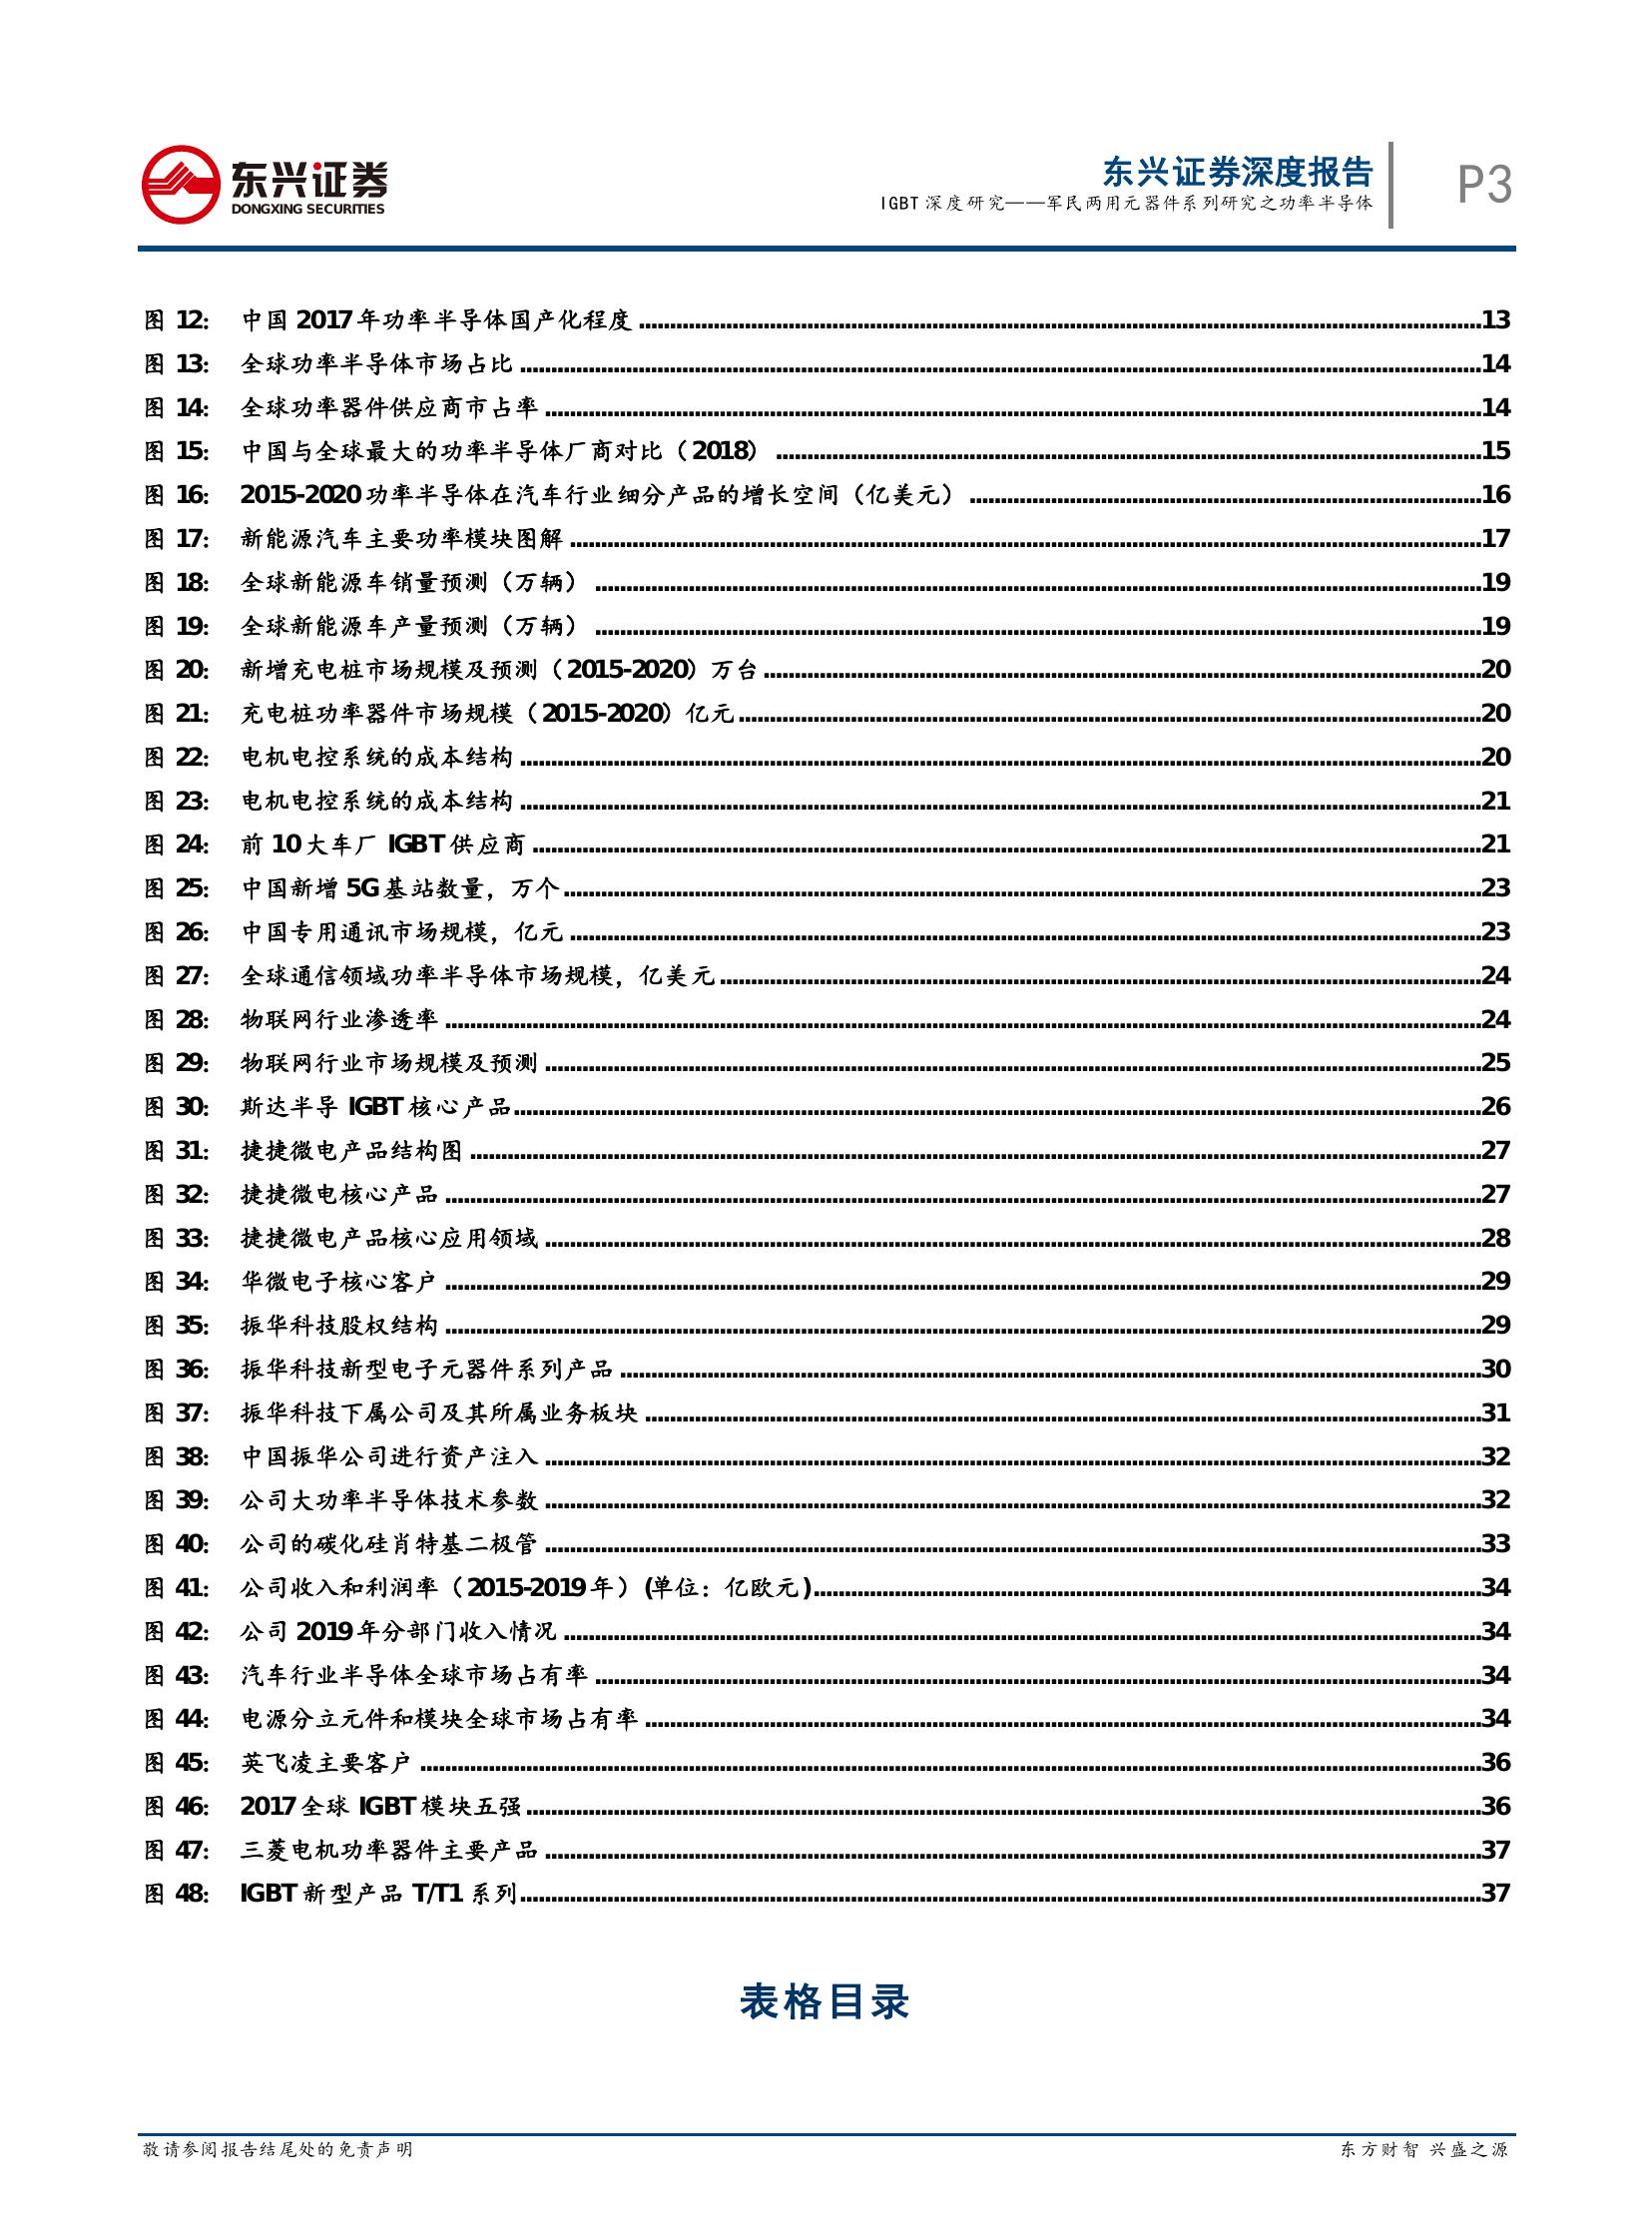 东兴证券
DONGXING SECURITIES
东兴证券深度报告
IGBT 深度研究——军民两用元器件系列研究之功率半导体
P3
图 12： 中国 2017 年功率半导体国产化程度 13
图 13： 全球功率半导体市场占比 14
图 14： 全球功率器件供应商市占率 14
图 15： 中国与全球最大的功率半导体厂商对比（2018） 15
图 16： 2015-2020 功率半导体在汽车行业细分产品的增长空间（亿美元） 16
图 17： 新能源汽车主要功率模块图解 17
图 18： 全球新能源车销量预测（万辆） 19
图 19： 全球新能源车产量预测（万辆） 19
图 20： 新增充电桩市场规模及预测（2015-2020）万台 20
图 21： 充电桩功率器件市场规模（2015-2020）亿元 20
图 22： 电机电控系统的成本结构 20
图 23： 电机电控系统的成本结构 21
图 24： 前 10 大车厂 IGBT 供应商 21
图 25： 中国新增 5G 基站数量，万个 23
图 26： 中国专用通讯市场规模，亿元 23
图 27： 全球通信领域功率半导体市场规模，亿美元 24
图 28： 物联网行业渗透率 24
图 29： 物联网行业市场规模及预测 25
图 30： 斯达半导 IGBT 核心产品 26
图 31： 捷捷微电产品结构图 27
图 32： 捷捷微电核心产品 27
图 33： 捷捷微电产品核心应用领域 28
图 34： 华微电子核心客户 29
图 35： 振华科技股权结构 29
图 36： 振华科技新型电子元器件系列产品 30
图 37： 振华科技下属公司及其所属业务板块 31
图 38： 中国振华公司进行资产注入 32
图 39： 公司大功率半导体技术参数 32
图 40： 公司的碳化硅肖特基二极管 33
图 41： 公司收入和利润率（2015-2019 年）(单位：亿欧元) 34
图 42： 公司 2019 年分部门收入情况 34
图 43： 汽车行业半导体全球市场占有率 34
图 44： 电源分立元件和模块全球市场占有率 34
图 45： 英飞凌主要客户 36
图 46： 2017 全球 IGBT 模块五强 36
图 47： 三菱电机功率器件主要产品 37
图 48： IGBT 新型产品 T/T1 系列 37
表格目录
敬请参阅报告结尾处的免责声明
东方财智 兴盛之源